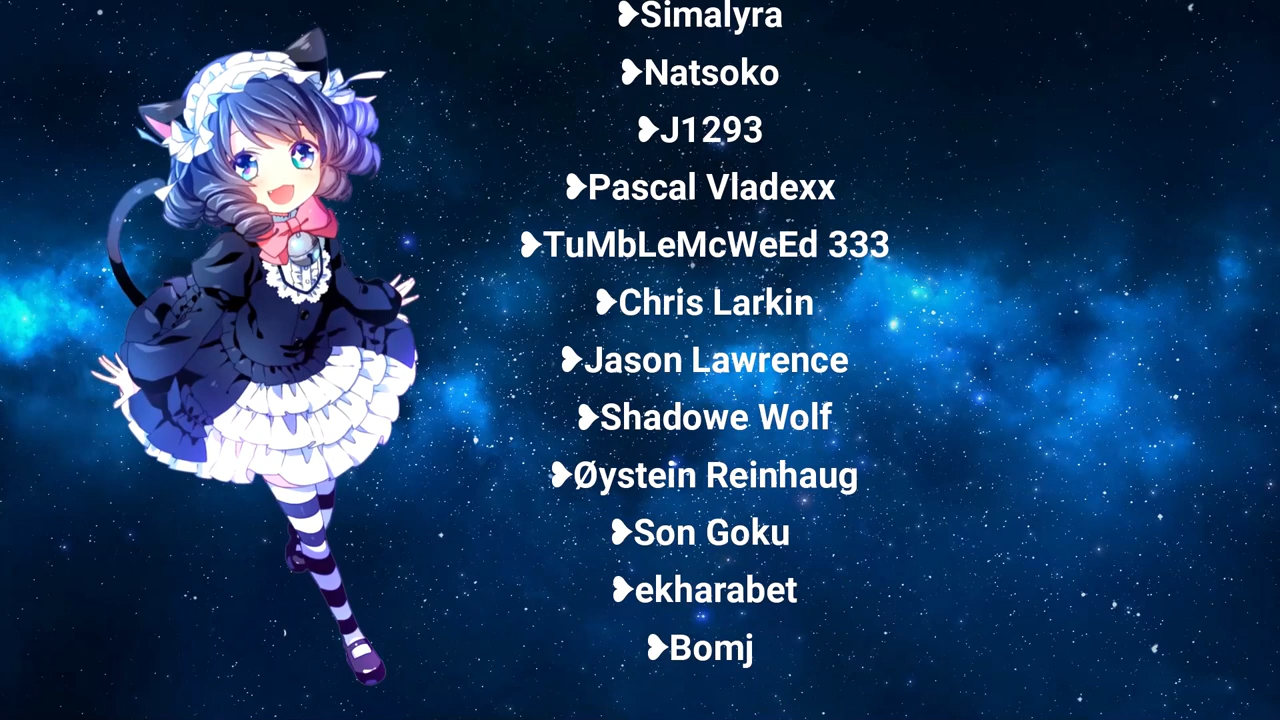 ❥Simalyra
❥Natsoko
❥J1293
❥Pascal Vladexx
❥TuMbLeMcWeEd 333
❥Chris Larkin
❥Jason Lawrence
❥Shadowe Wolf
❥Øystein Reinhaug
❥Son Goku
❥ekharabet
❥Bomj